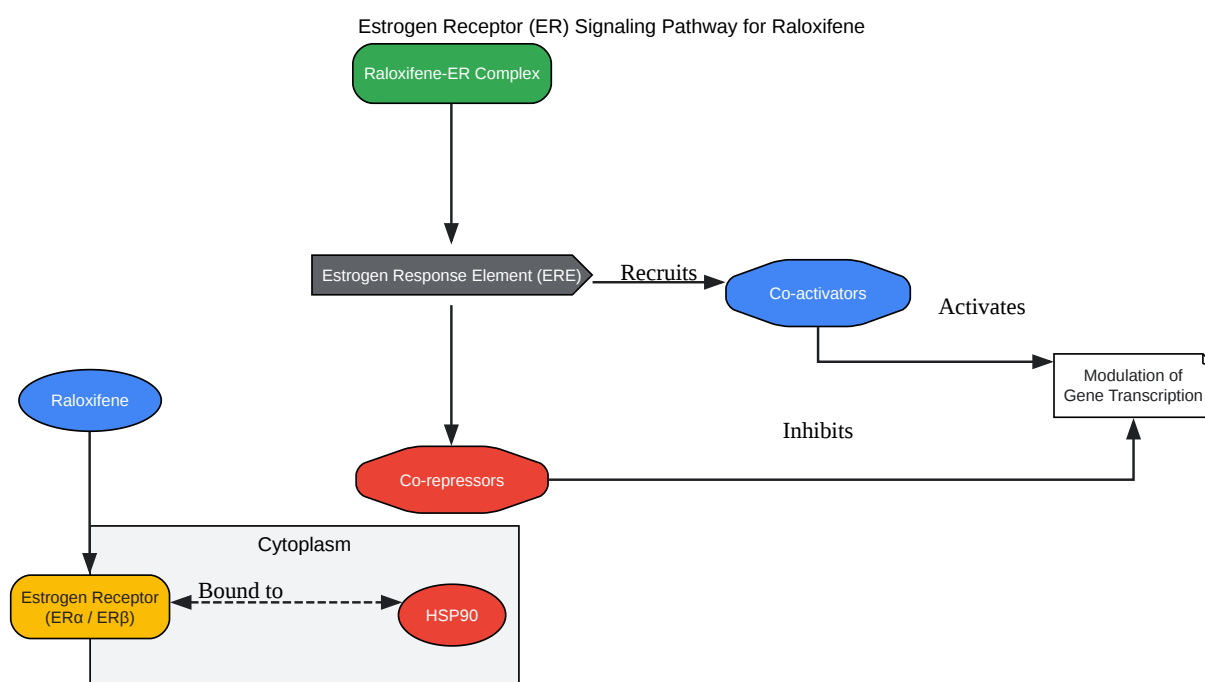 Estrogen Receptor (ER) Signaling Pathway for Raloxifene
Raloxifene-ER Complex
Estrogen Response Element (ERE)
Recruits
Co-activators
Activates
Modulation of
Gene Transcription
Raloxifene
Inhibits
Co-repressors
Cytoplasm
Estrogen Receptor
(ERα / ERβ)
Bound to
HSP90